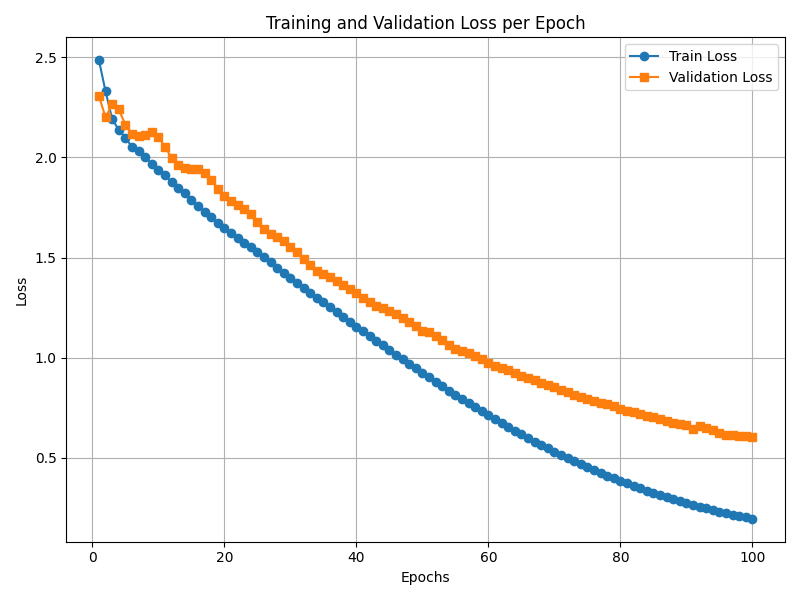 Training and Validation Loss per Epoch
Train Loss
Validation Loss
2.5
2.0
1.5
1.0
0.5
Loss
0 20 40 60 80 100
Epochs